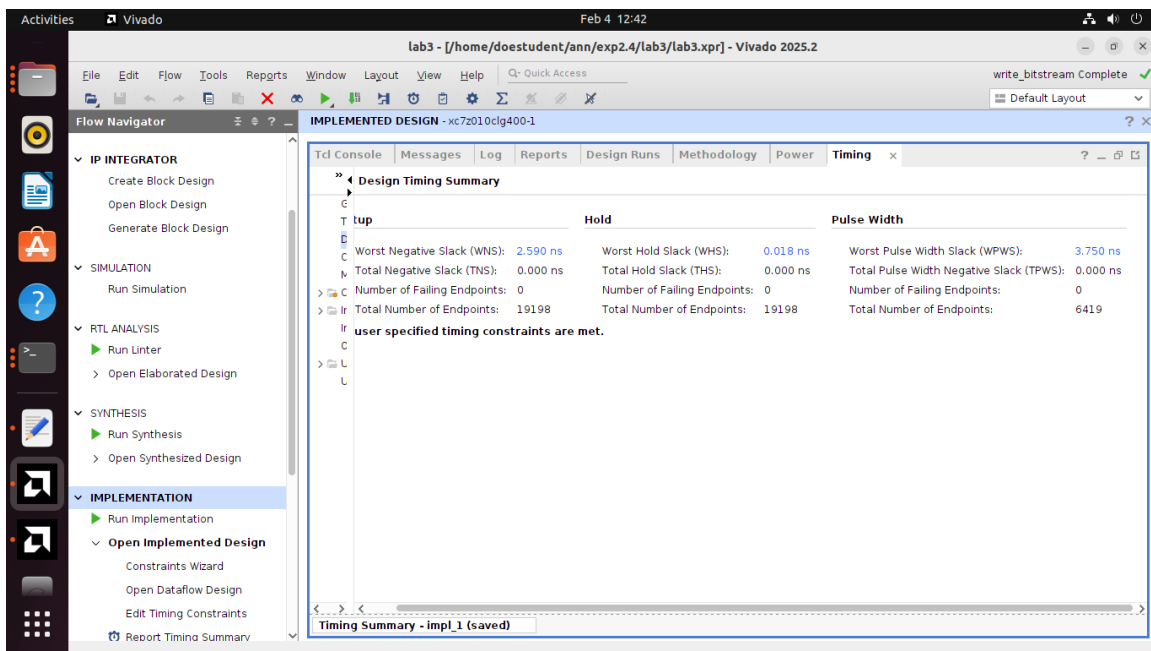 Activities Vivado Feb 4 12:42
lab3 - [/home/doestudent/ann/exp2.4/lab3/lab3.xpr] - Vivado 2025.2
File Edit Flow Tools Reports Window Layout View Help Q- Quick Access write_bitstream Complete
Default Layout
Flow Navigator
IP INTEGRATOR
Create Block Design
Open Block Design
Generate Block Design
SIMULATION
Run Simulation
RTL ANALYSIS
Run Linter
Open Elaborated Design
SYNTHESIS
Run Synthesis
Open Synthesized Design
IMPLEMENTATION
Run Implementation
Open Implemented Design
Constraints Wizard
Open Dataflow Design
Edit Timing Constraints
Report Timing Summary
IMPLEMENTED DESIGN - xc7z010clg400-1
Tcl Console Messages Log Reports Design Runs Methodology Power Timing
Design Timing Summary
tup Hold Pulse Width
Worst Negative Slack (WNS): 2.590 ns Worst Hold Slack (WHS): 0.018 ns Worst Pulse Width Slack (WPWS): 3.750 ns
Total Negative Slack (TNS): 0.000 ns Total Hold Slack (THS): 0.000 ns Total Pulse Width Negative Slack (TPWS): 0.000 ns
Number of Failing Endpoints: 0 Number of Failing Endpoints: 0 Number of Failing Endpoints: 0
Total Number of Endpoints: 19198 Total Number of Endpoints: 19198 Total Number of Endpoints: 6419
user specified timing constraints are met.
Timing Summary - impl_1 (saved)